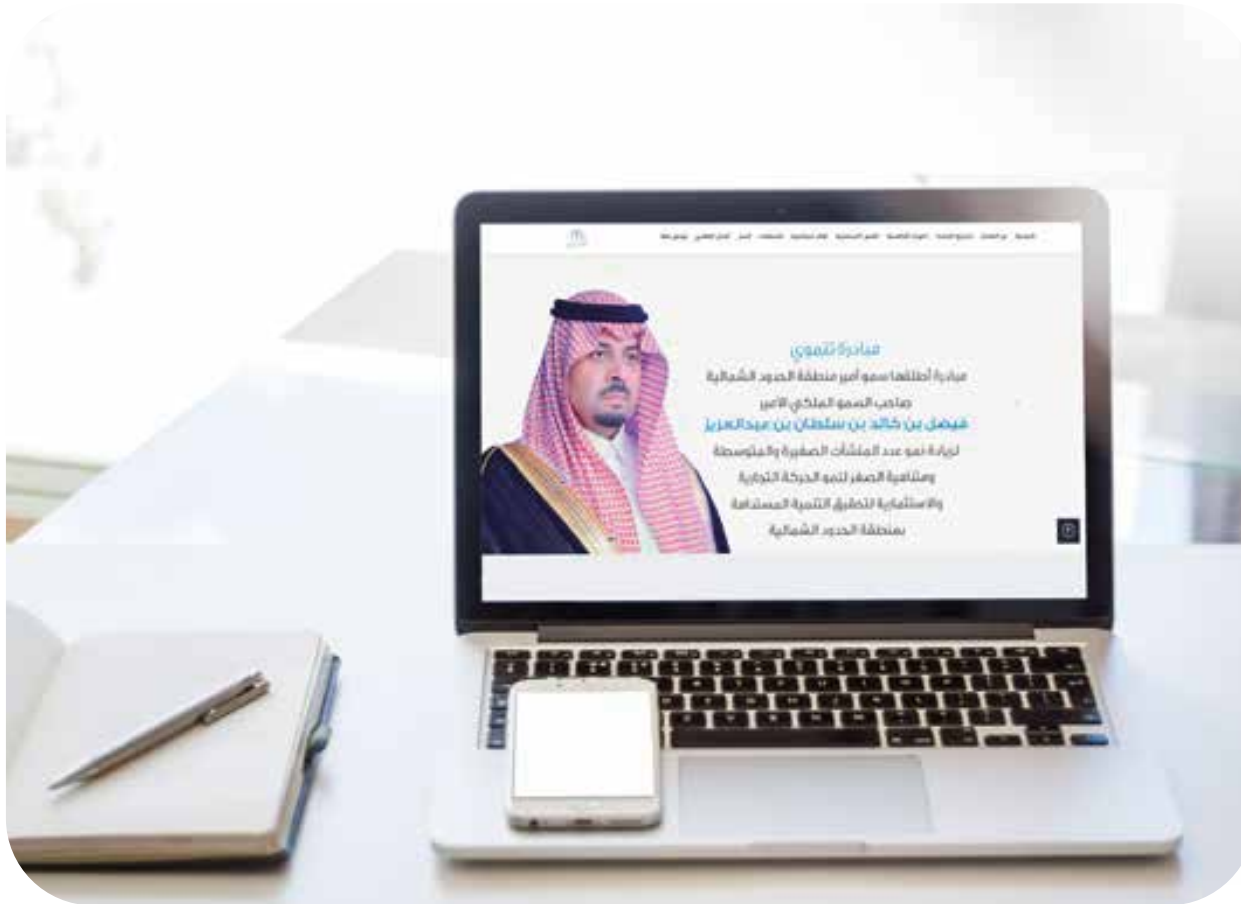 مبادرة تنموي
مبادرة أطلقها سمو أمير منطقة الحدود الشمالية
صاحب السمو الملكي الأمير
فيصل بن خالد بن سلطان بن عبدالعزيز
لزيادة نمو عدد المنشآت الصغيرة والمتوسطة
ومتناهية الصغر لنمو الحركة التجارية
والاستثمارية لتحقيق التنمية المستدامة
بمنطقة الحدود الشمالية